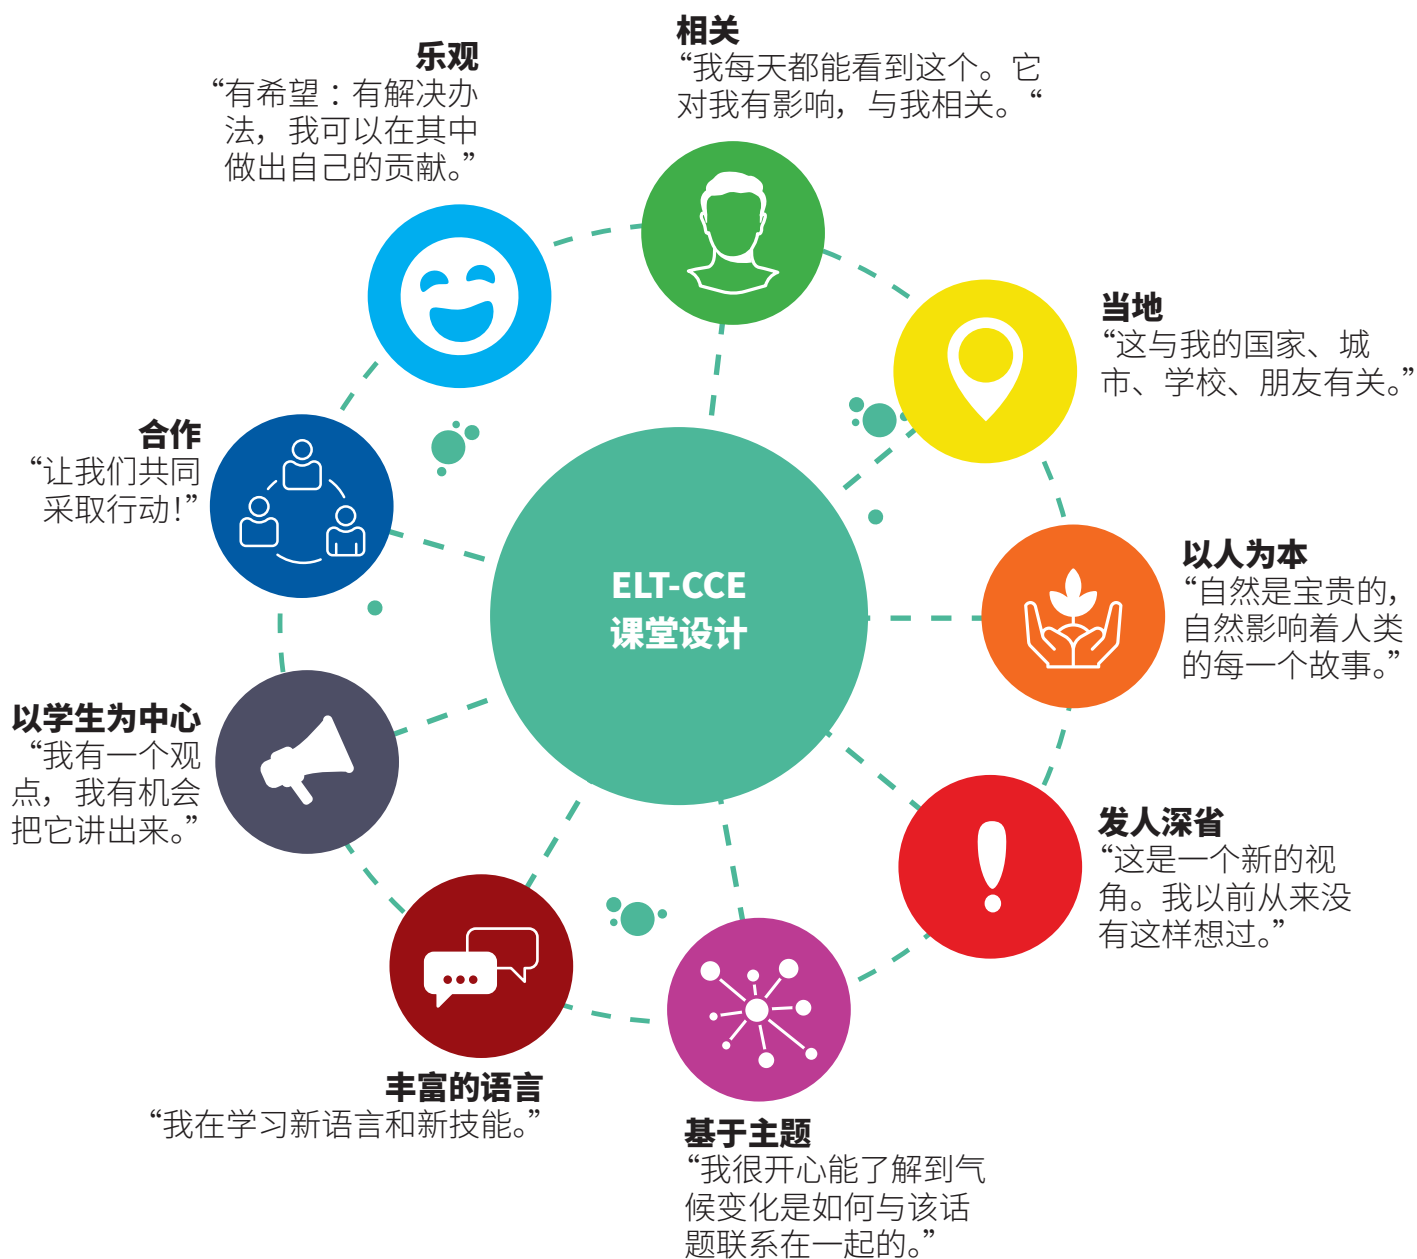 相关
“我每天都能看到这个。它
对我有影响，与我相关。“
当地
“这与我的国家、城
市、学校、朋友有关。”
以人为本
“自然是宝贵的，
自然影响着人类
的每一个故事。”
发人深省
“这是一个新的视
角。我以前从来没
有这样想过。”
基于主题
“我很开心能了解到气
候变化是如何与该话
题联系在一起的。”
丰富的语言
“我在学习新语言和新技能。”
以学生为中心
“我有一个观
点，我有机会
把它讲出来。”
合作
“让我们共同
采取行动！”
乐观
“有希望：有解决办
法，我可以在其中
做出自己的贡献。”
ELT-CCE
课堂设计